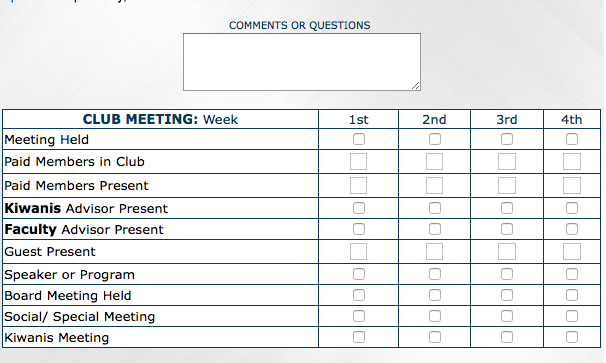 COMMENTS OR QUESTIONS
CLUB MEETING: Week 1st 2nd 3rd 4th
Meeting Held
Paid Members in Club
Paid Members Present
Kiwanis Advisor Present
Faculty Advisor Present
Guest Present
Speaker or Program
Board Meeting Held
Social/ Special Meeting
Kiwanis Meeting